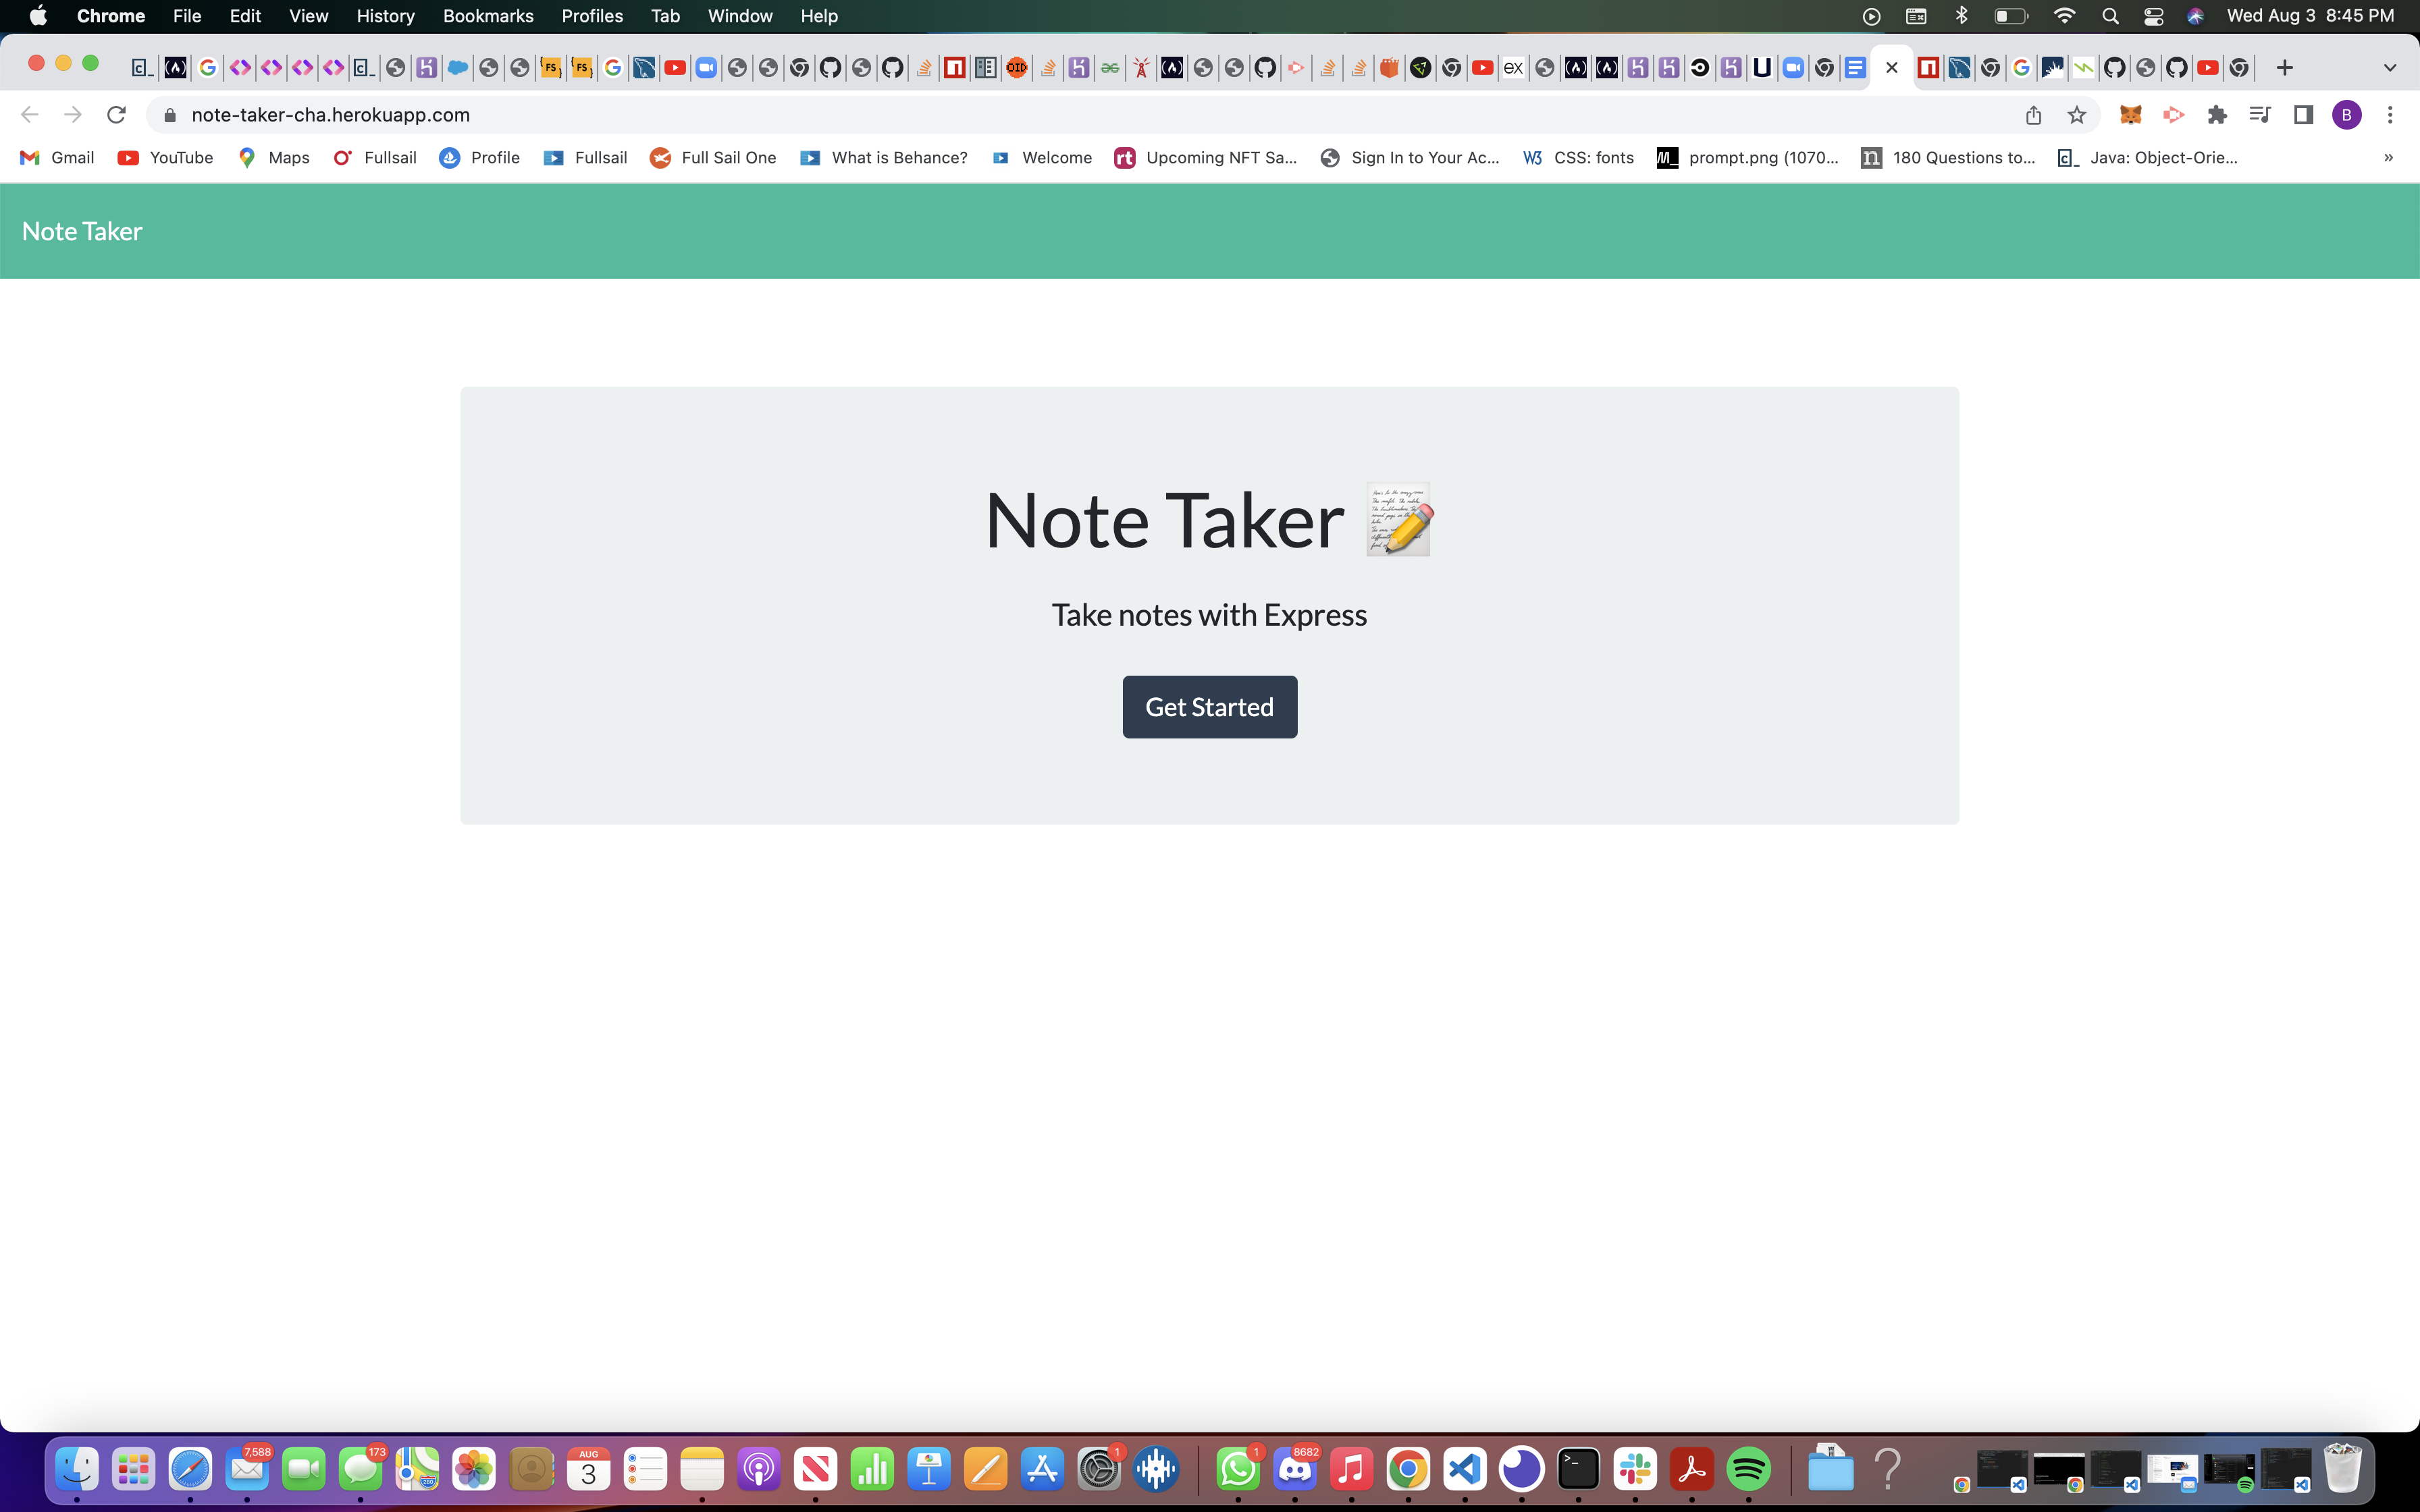 Chrome File Edit View History Bookmarks Profiles Tab Window Help Wed Aug 3 8:45 PM
note-taker-cha.herokuapp.com B
Gmail YouTube Maps Fullsail Profile Fullsail Full Sail One What is Behance? Welcome Upcoming NFT Sa... Sign In to Your Ac... CSS: fonts prompt.png (1070... 180 Questions to... Java: Object-Orie... »
Note Taker
Note Taker
Take notes with Express
Get Started
7,588 173 AUG 3 1 1 8682